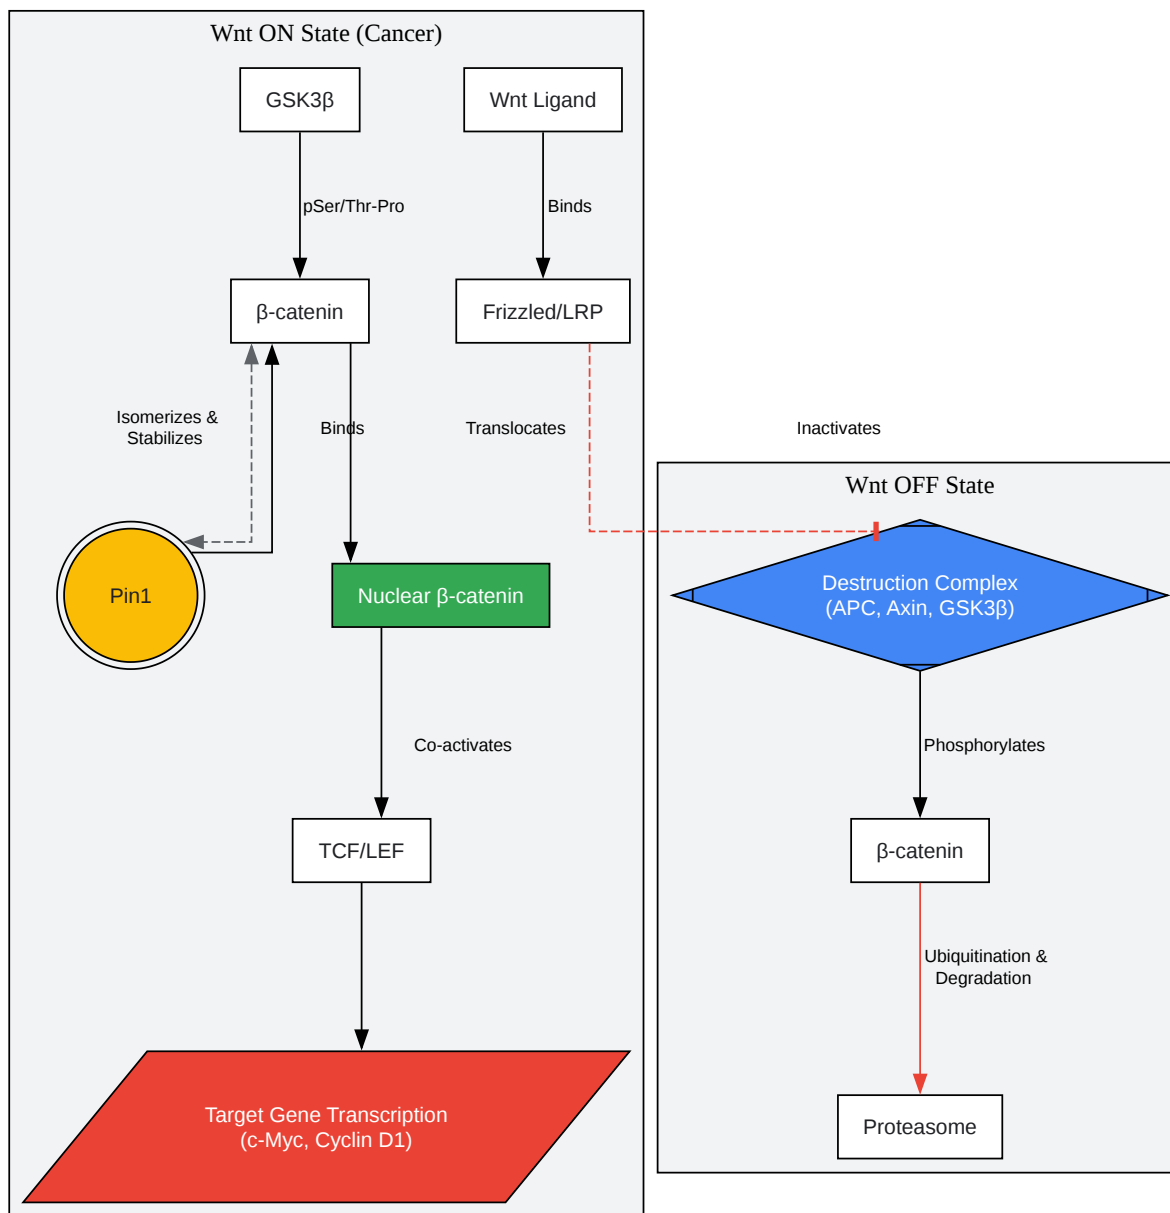 Wnt ON State (Cancer)
GSK3β
Wnt Ligand
pSer/Thr-Pro
Binds
β-catenin
Frizzled/LRP
Isomerizes &
Stabilizes
Binds
Translocates
Inactivates
Wnt OFF State
Pin1
Nuclear β-catenin
Destruction Complex
(APC, Axin, GSK3β)
Co-activates
Phosphorylates
TCF/LEF
β-catenin
Ubiquitination &
Degradation
Target Gene Transcription
(c-Myc, Cyclin D1)
Proteasome